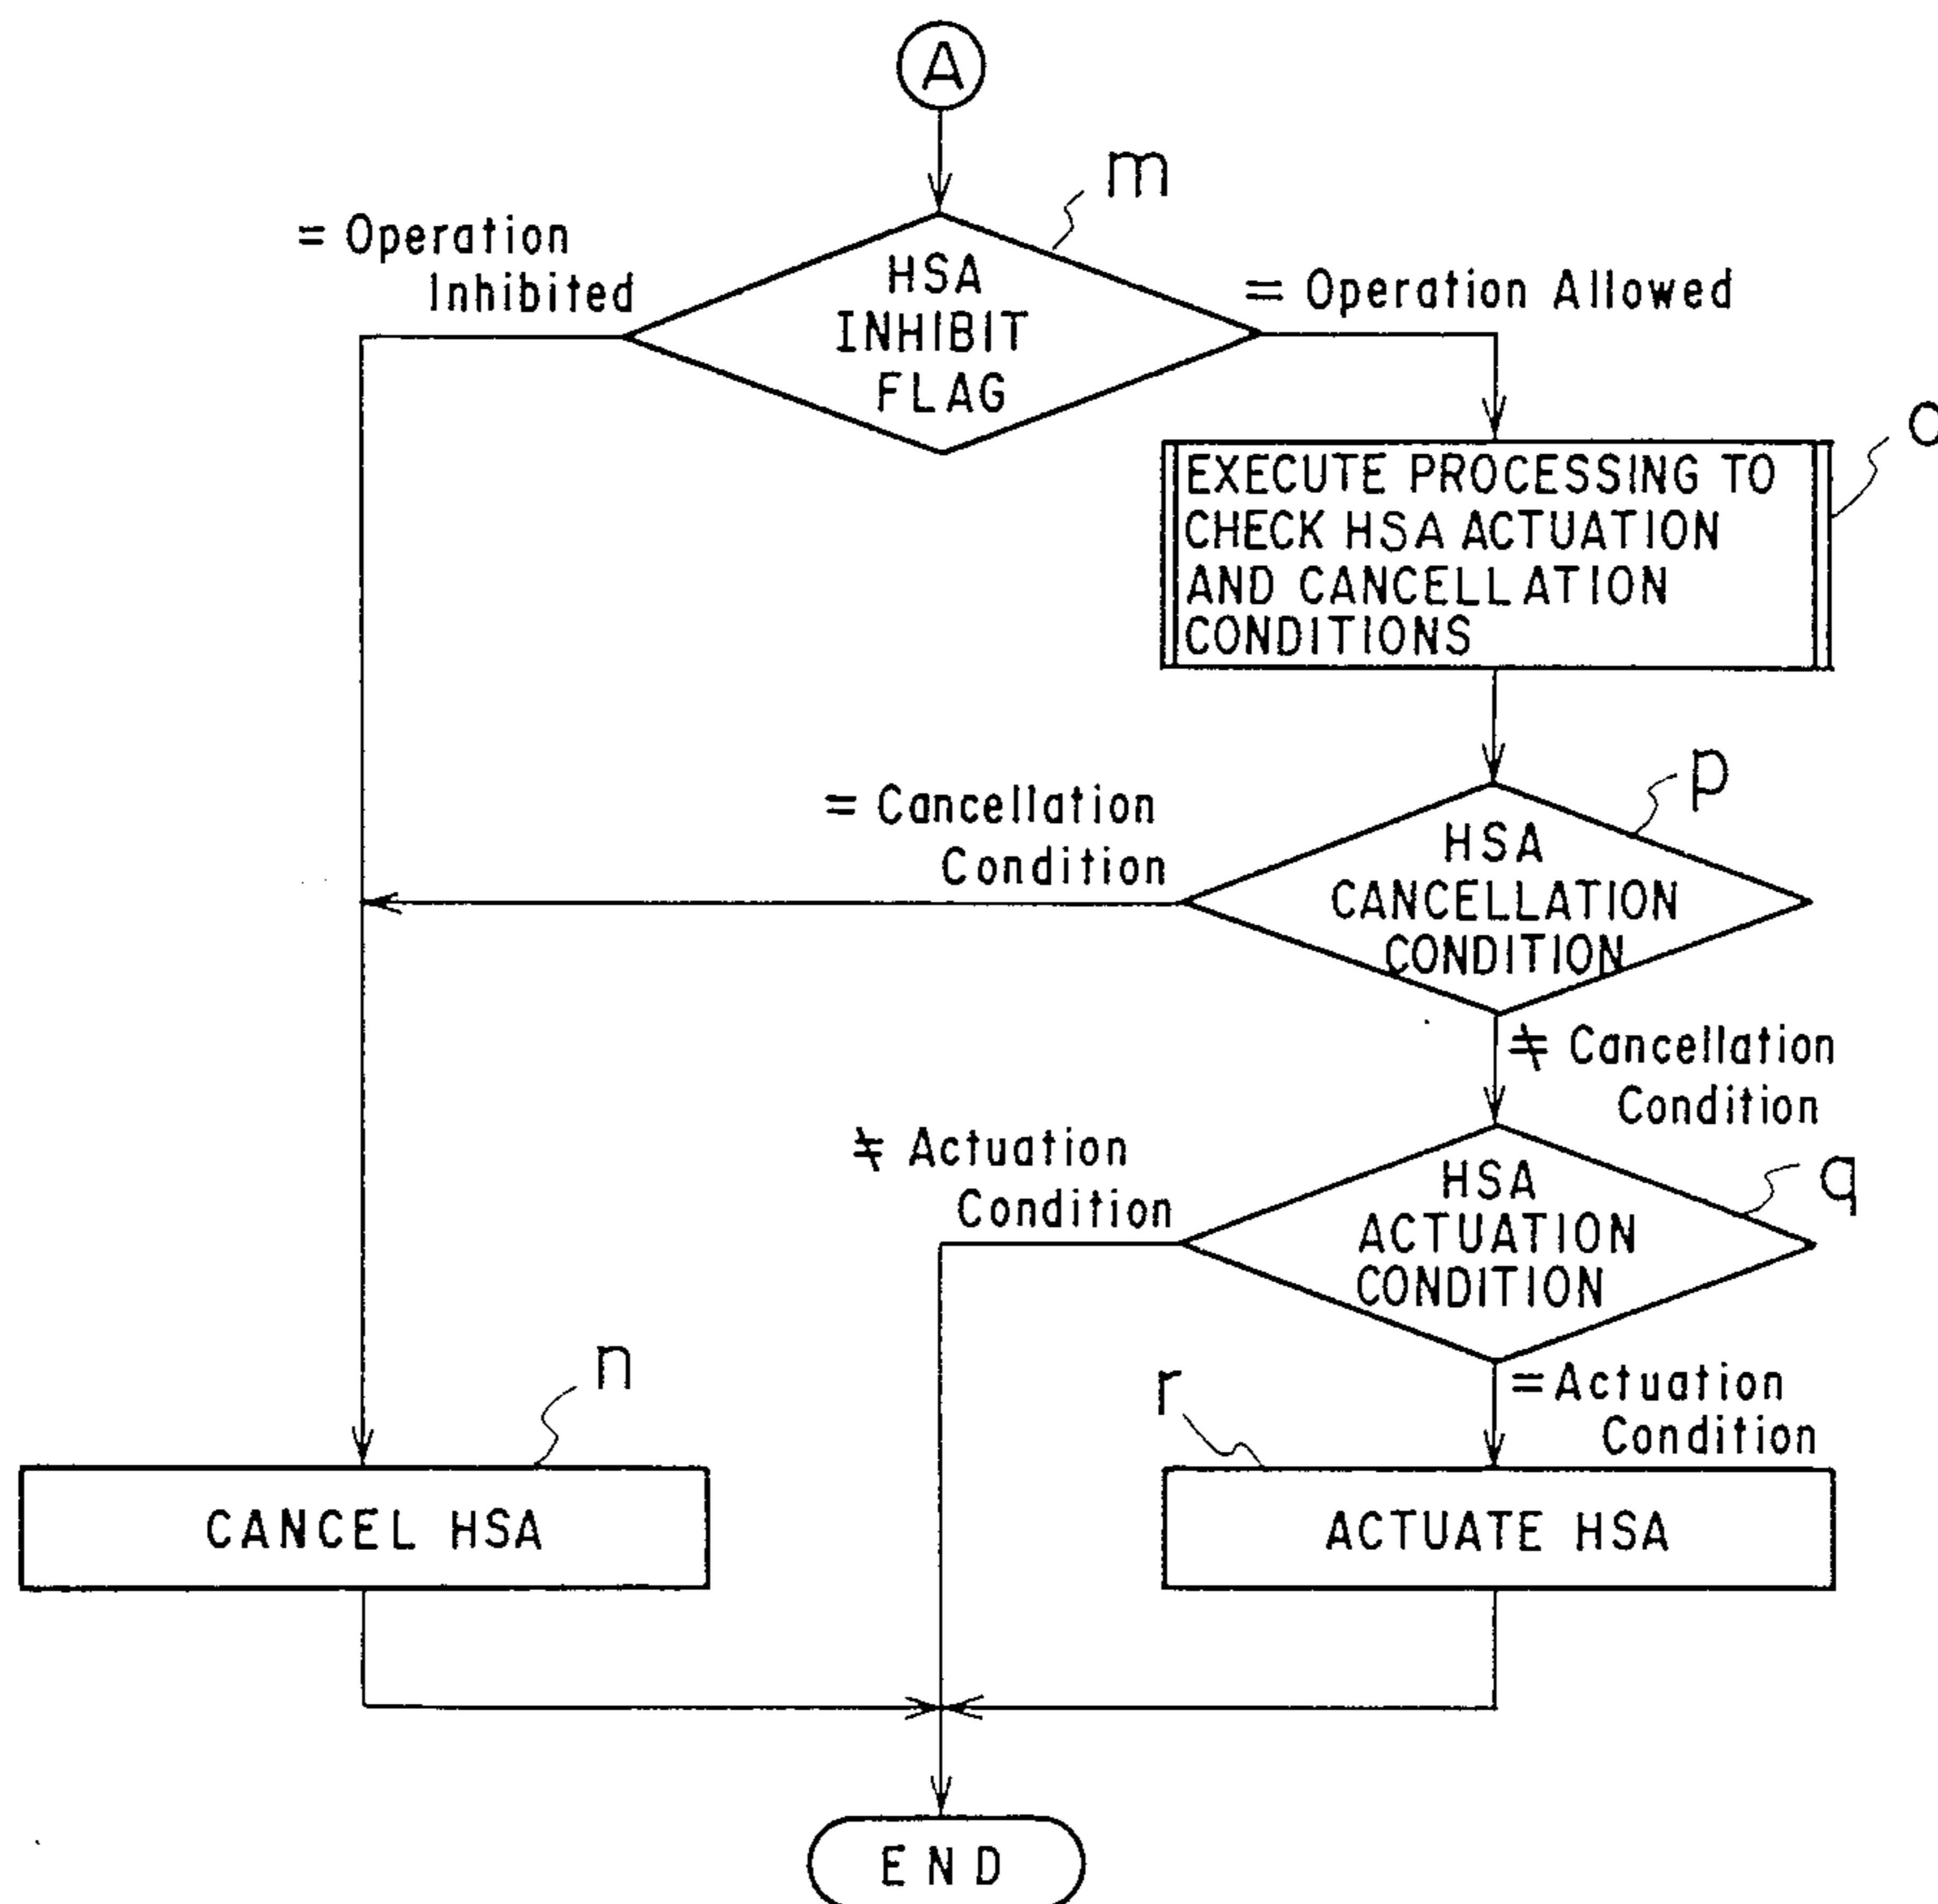 A
m
= Operation
Inhibited
HSA
INHIBIT
FLAG
= Operation Allowed
o
EXECUTE PROCESSING TO
CHECK HSA ACTUATION
AND CANCELLATION
CONDITIONS
p
= Cancellation
Condition
HSA
CANCELLATION
CONDITION
≠ Cancellation
Condition
≠ Actuation
Condition
HSA
ACTUATION
CONDITION
q
n
r
= Actuation
Condition
CANCEL HSA
ACTUATE HSA
END